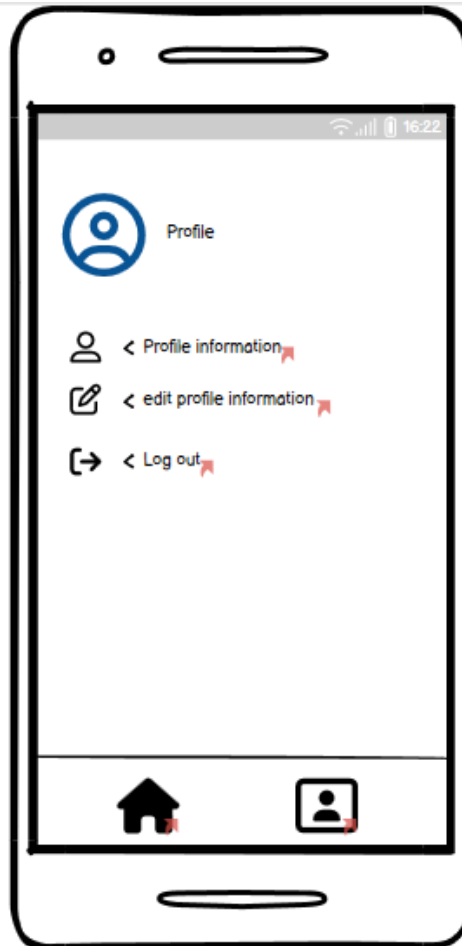 16:22
Profile
< Profile information
< edit profile information
< Log out